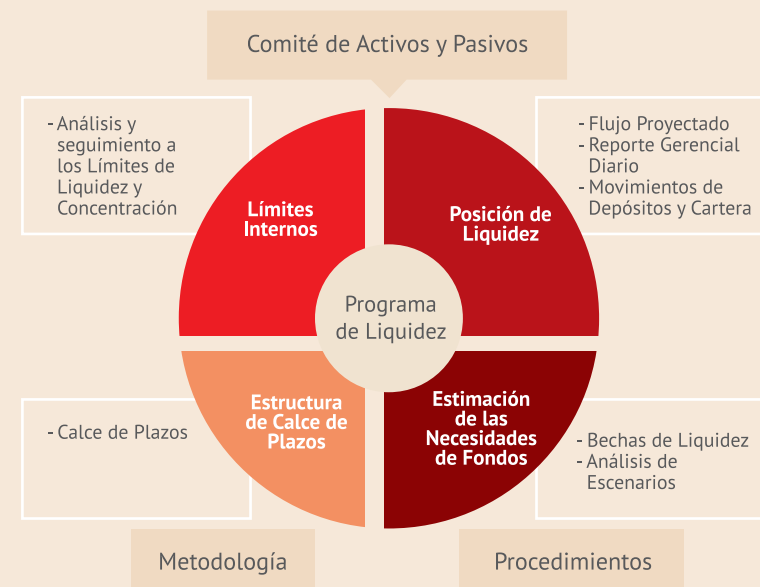 Comité de Activos y Pasivos
- Análisis y
seguimiento a
los Límites de
Liquidez y
Concentración
- Flujo Proyectado
- Reporte Gerencial
Diario
- Movimientos de
Depósitos y Cartera
Límites
Internos
Posición de
Liquidez
Programa
de Liquidez
Estructura
de Calce de
Plazos
Estimación
de las
Necesidades
de Fondos
- Calce de Plazos
- Bechas de Liquidez
- Análisis de
Escenarios
Metodología
Procedimientos